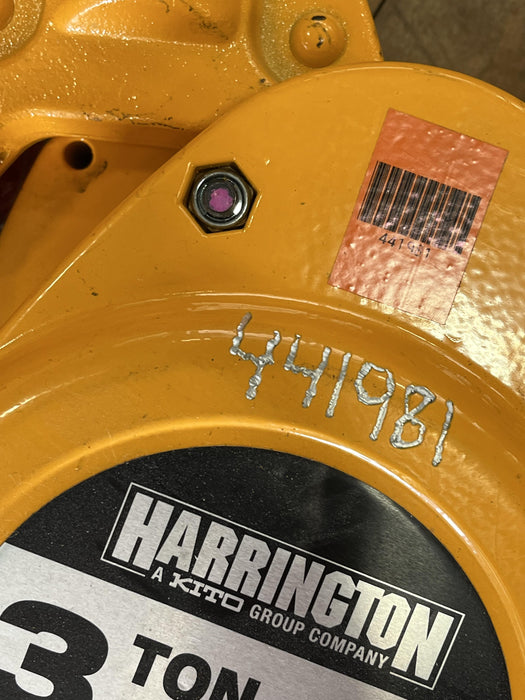 441981
441981
HARRINGTON
A KITO GROUP COMPANY
3 TON